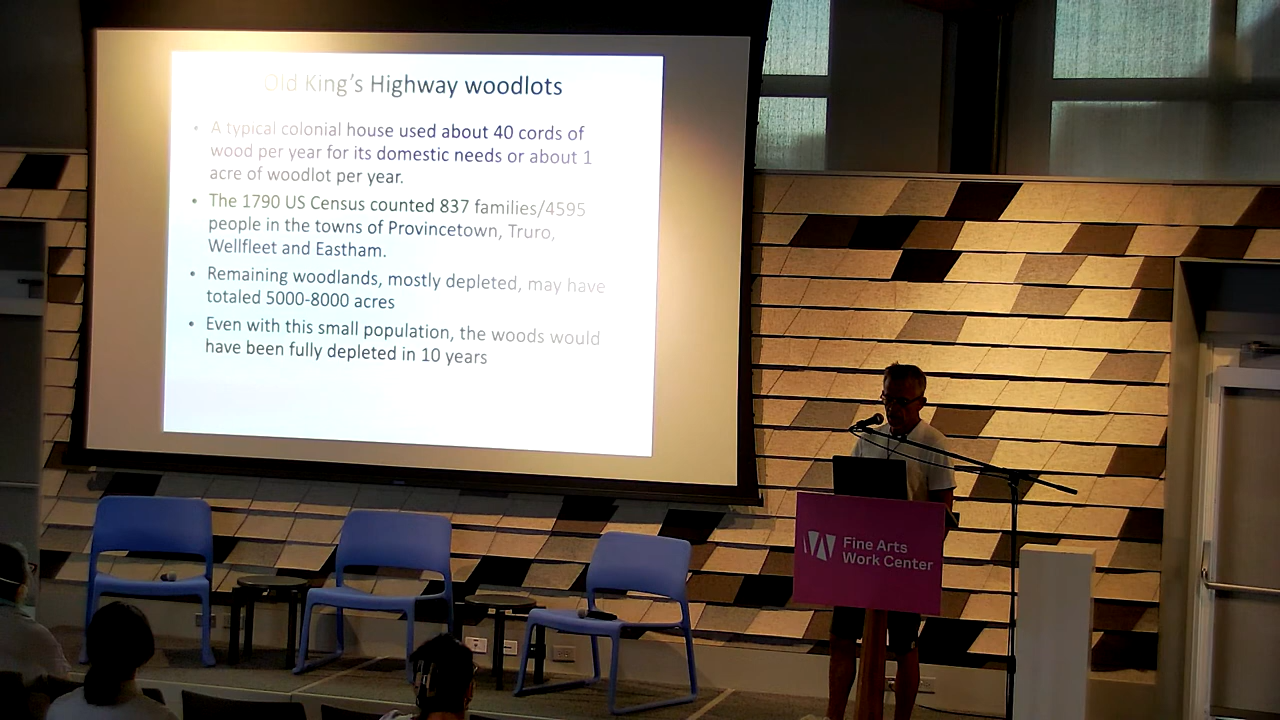 Old King's Highway woodlots
• A typical colonial house used about 40 cords of
wood per year for its domestic needs or about 1
acre of woodlot per year.
• The 1790 US Census counted 837 families/4595
people in the towns of Provincetown, Truro,
Wellfleet and Eastham.
• Remaining woodlands, mostly depleted, may have
totaled 5000-8000 acres
• Even with this small population, the woods would
have been fully depleted in 10 years
Fine Arts
Work Center